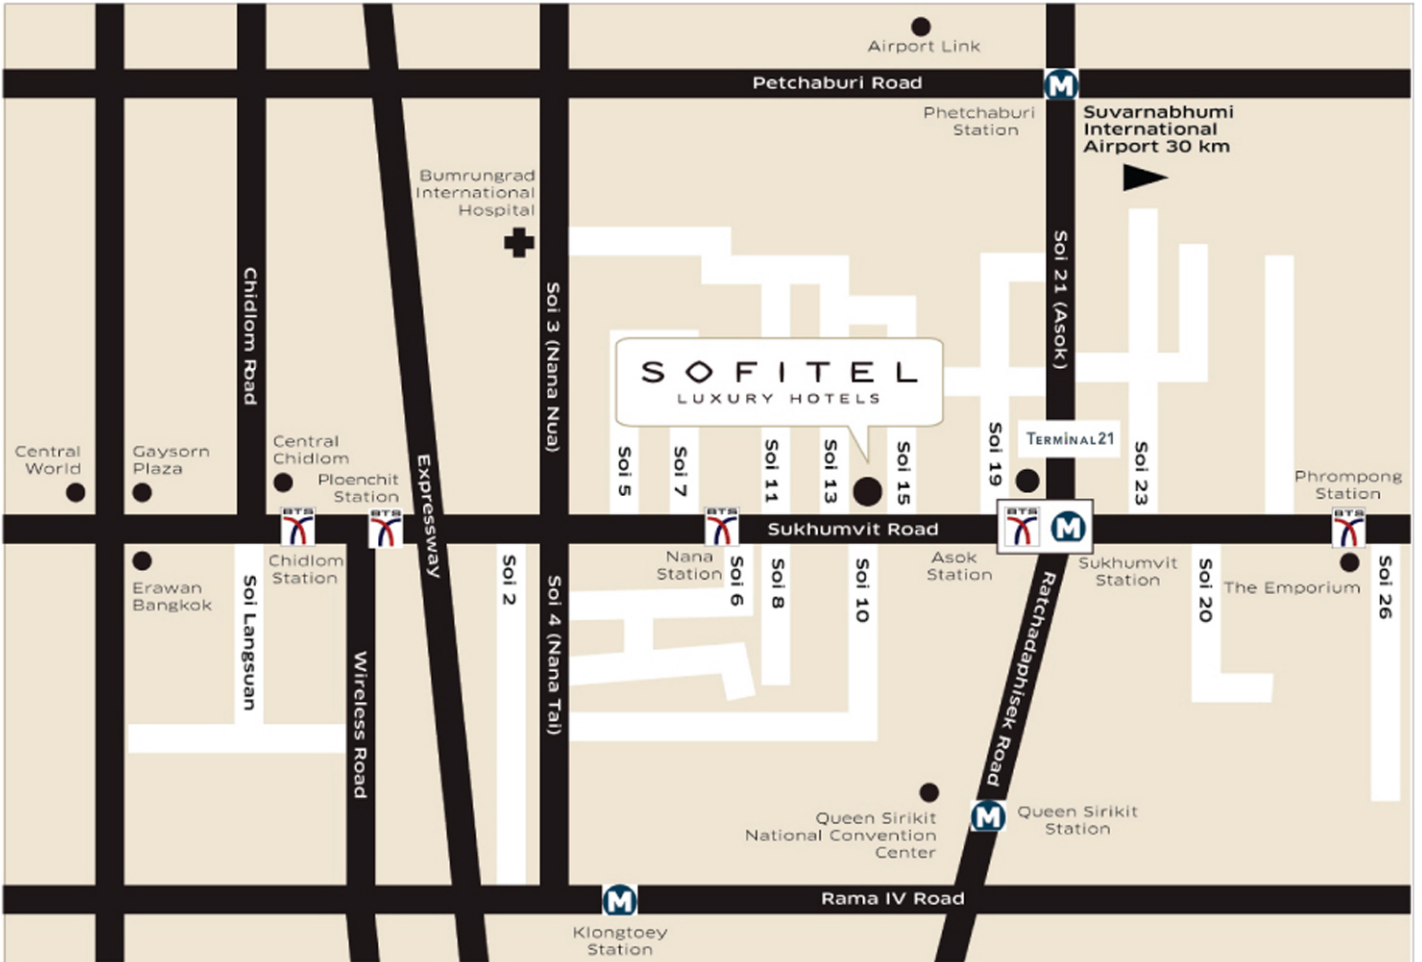 Airport Link
Petchaburi Road
M
Phetchaburi
Station
Suvarnabhumi
International
Airport 30 km
Bumrungrad
International
Hospital
Chidlom Road
Soi 3 (Nana Nua)
Soi 21 (Asok)
SOFITEL
LUXURY HOTELS
TERMINAL21
Central
World
Gaysorn
Plaza
Central
Chidlom
Ploenchit
Station
Expressway
Soi 5
Soi 7
Soi 11
Soi 13
Soi 15
Soi 19
Soi 23
Phrompong
Station
BTS
BTS
BTS
Sukhumvit Road
BTS
M
BTS
Erawan
Bangkok
Soi Langsuan
Chidlom
Station
Wireless Road
Soi 2
Soi 4 (Nana Tai)
Nana
Station
Soi 6
Soi 8
Soi 10
Asok
Station
Ratchadaphisek Road
Sukhumvit
Station
Soi 20
The Emporium
Soi 26
Queen Sirikit
National Convention
Center
M
Queen Sirikit
Station
Rama IV Road
M
Klongtoey
Station